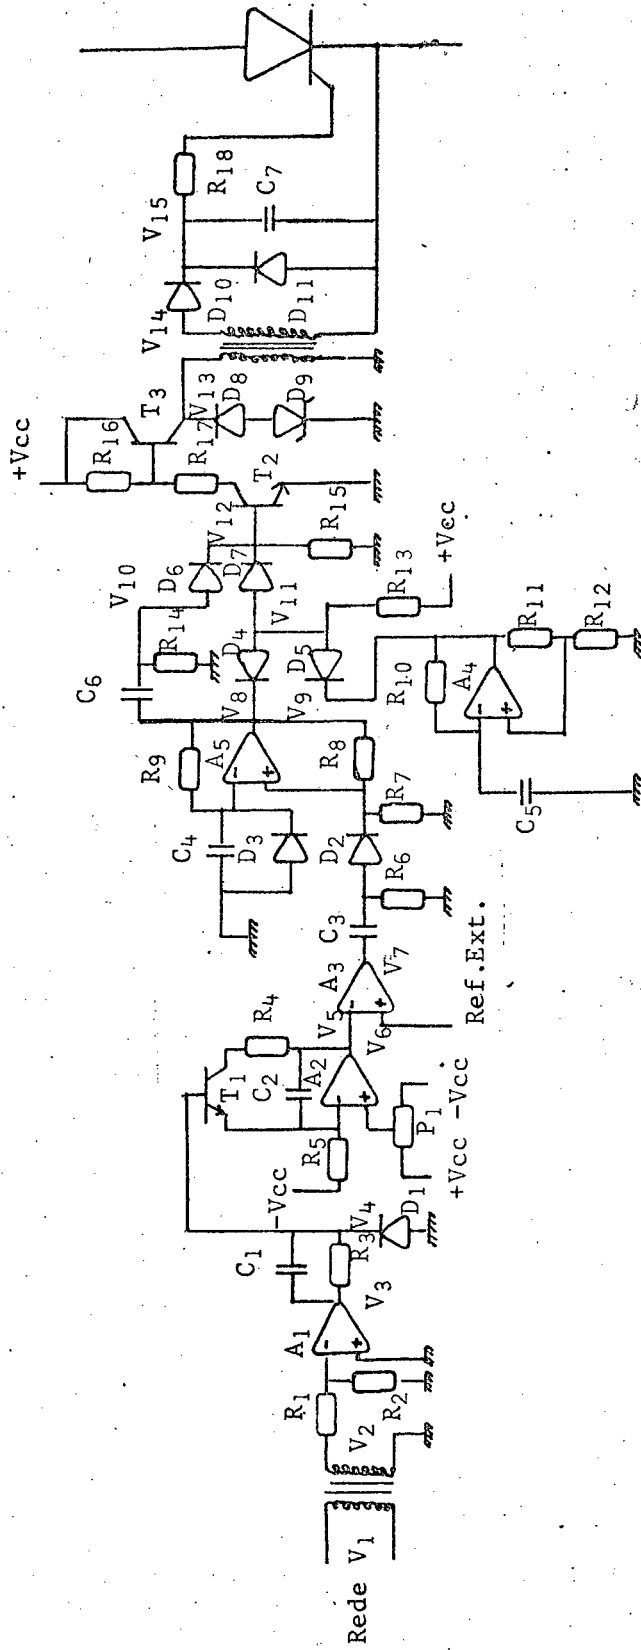 Rede
V1
V2
R1
R2
A1
V3
C1
R3
V4
D1
-Vcc
R5
T1
C2
R4
A2
P1
+Vcc -Vcc
V5
V6
A3
V7
Ref.Ext.
C3
R6
D2
R7
C4
D3
R9
A5
R8
V8
C6
V10
R14
D4
V9
D5
V11
D6
D7
V12
R13
+Vcc
R10
A4
C5
R11
R12
R15
T2
+Vcc
R16
R17
T3
V13
D8
D9
V14
D10
D11
V15
C7
R18